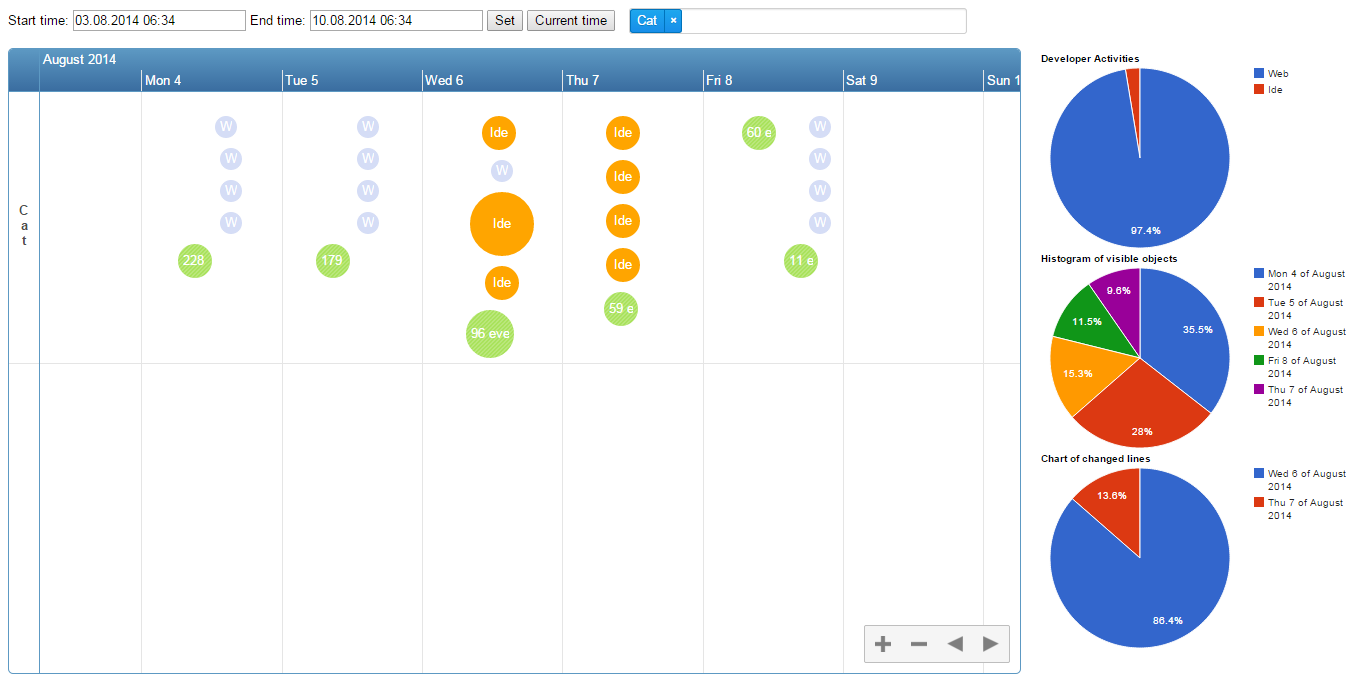 Start time: 03.08.2014 06:34 End time: 10.08.2014 06:34 Set Current time Cat ×
August 2014
Mon 4 Tue 5 Wed 6 Thu 7 Fri 8 Sat 9 Sun 1
Cat
W W Ide Ide 60 e W
W W W Ide W
W W Ide Ide W
W W Ide Ide W
228 179 96 eve 59 e 11 e
Developer Activities
Web
Ide
97.4%
Histogram of visible objects
Mon 4 of August
2014
Tue 5 of August
2014
Wed 6 of August
2014
Fri 8 of August
2014
Thu 7 of August
2014
9.6%
11.5%
35.5%
15.3%
28%
Chart of changed lines
Wed 6 of August
2014
Thu 7 of August
2014
13.6%
86.4%